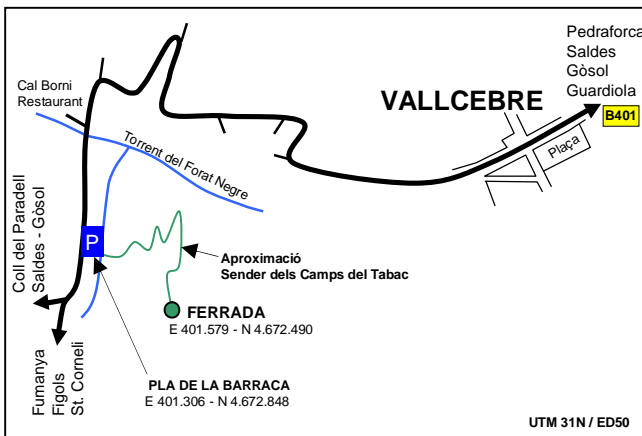 Pedraforca
Saldes
Gòsol
Guardiola
B401
VALLCEBRE
Plaça
Cal Borni
Restaurant
Torrent del Forat Negre
P
Coll del Paradell
Saldes - Gòsol
Aproximació
Sender dels Camps del Tabac
FERRADA
E 401.579 - N 4.672.490
PLA DE LA BARRACA
E 401.306 - N 4.672.848
Fumanya
Figols
St. Corneli
UTM 31N / ED50